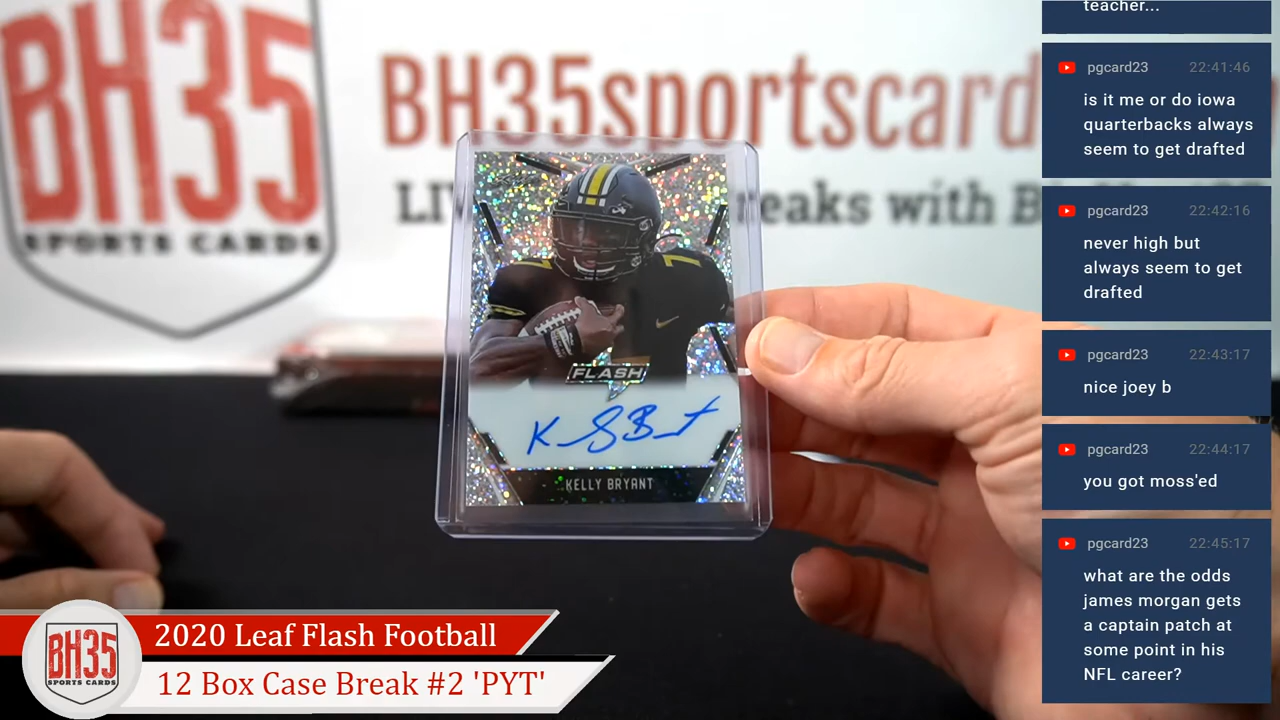 BH35
SPORTS CARDS
BH35sportscard
LI
reaks with B
7
7
FLASH
K
B
KELLY BRYANT
2020 Leaf Flash Football
12 Box Case Break #2 'PYT'
BH35
SPORTS CARDS
teacher...
pgcard23 22:41:46
is it me or do iowa
quarterbacks always
seem to get drafted
pgcard23 22:42:16
never high but
always seem to get
drafted
pgcard23 22:43:17
nice joey b
pgcard23 22:44:17
you got moss'ed
pgcard23 22:45:17
what are the odds
james morgan gets
a captain patch at
some point in his
NFL career?